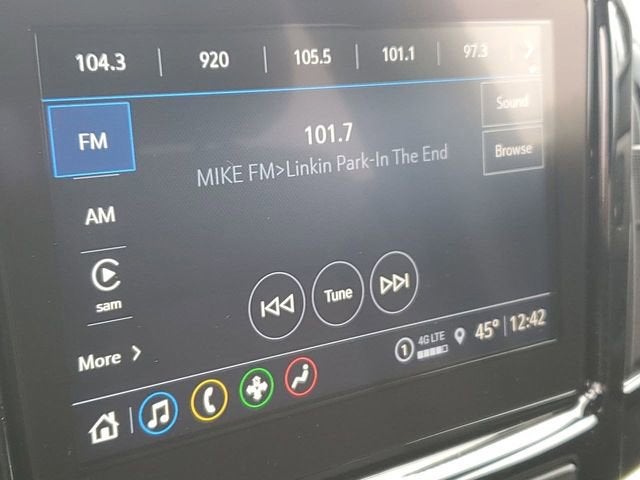 104.3 920 105.5 101.1 97.3
FM
101.7
Sound
MIKE FM>Linkin Park-In The End
Browse
AM
sam
Tune
More
1 4G LTE 45° 12:42